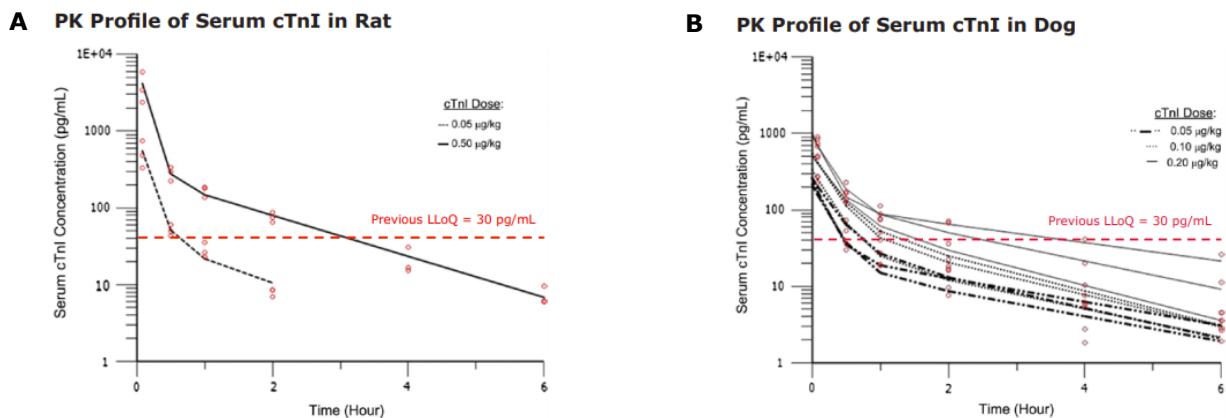 A PK Profile of Serum cTnI in Rat
1E+04
1000
100
10
1
Serum cTnI Concentration (pg/mL)
cTnI Dose:
0.05 µg/kg
0.50 µg/kg
Previous LLoQ = 30 pg/mL
0 2 4 6
Time (Hour)
B PK Profile of Serum cTnI in Dog
1E+04
1000
100
10
1
Serum cTnI Concentration (pg/mL)
cTnI Dose:
0.05 µg/kg
0.10 µg/kg
0.20 µg/kg
Previous LLoQ = 30 pg/mL
0 2 4 6
Time (Hour)